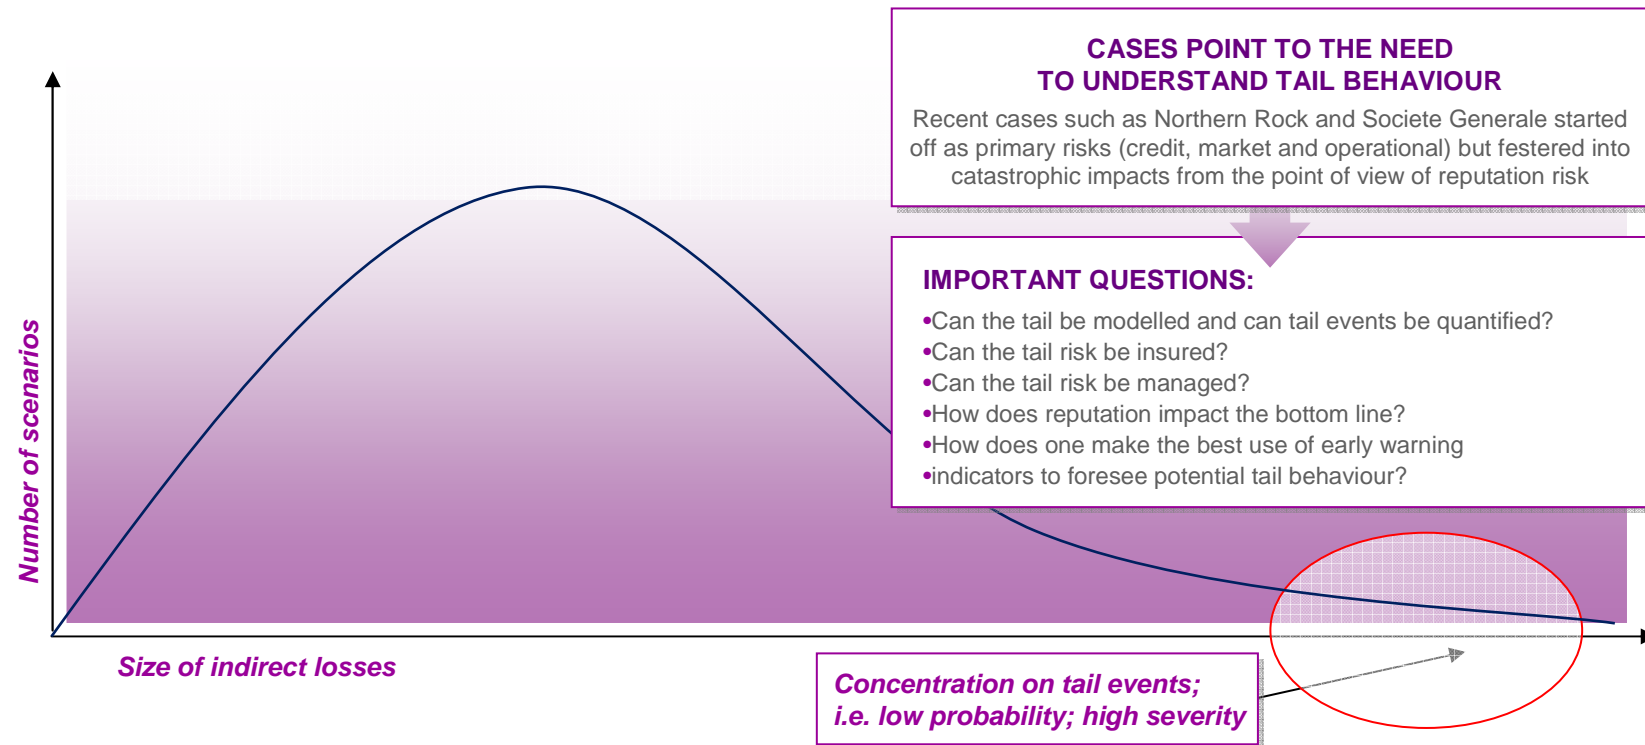 CASES POINT TO THE NEED
TO UNDERSTAND TAIL BEHAVIOUR
Recent cases such as Northern Rock and Societe Generale started
off as primary risks (credit, market and operational) but festered into
catastrophic impacts from the point of view of reputation risk
IMPORTANT QUESTIONS:
•Can the tail be modelled and can tail events be quantified?
•Can the tail risk be insured?
•Can the tail risk be managed?
•How does reputation impact the bottom line?
•How does one make the best use of early warning
•indicators to foresee potential tail behaviour?
Number of scenarios
Size of indirect losses
Concentration on tail events;
i.e. low probability; high severity